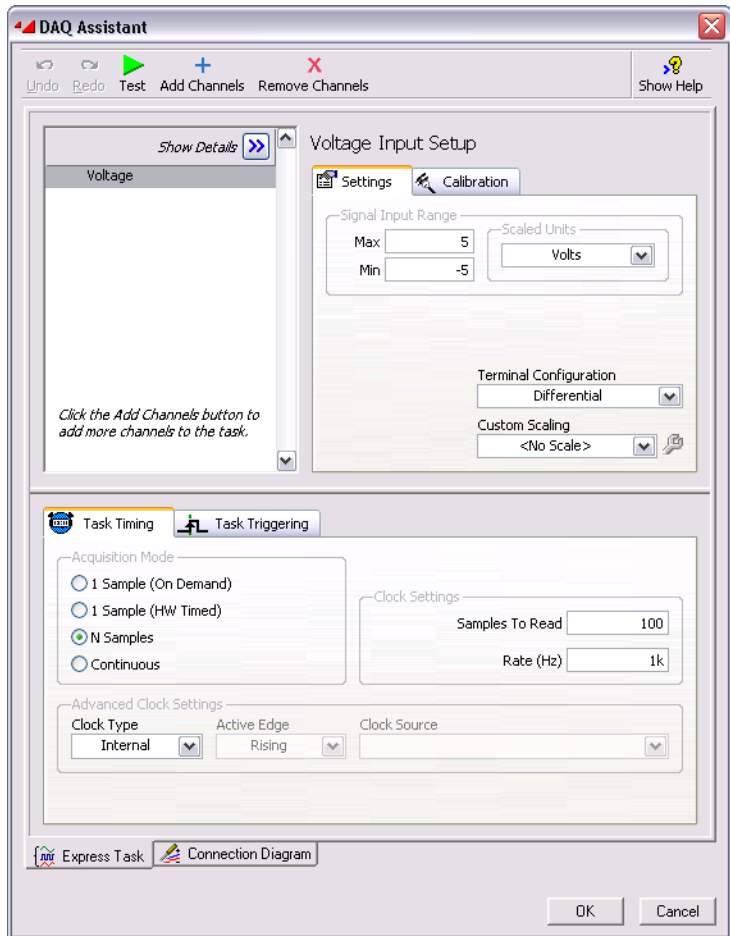 DAQ Assistant
Undo Redo Test Add Channels Remove Channels Show Help
Show Details
Voltage
Click the Add Channels button to
add more channels to the task.
Voltage Input Setup
Settings Calibration
Signal Input Range
Max 5
Min -5
Scaled Units
Volts
Terminal Configuration
Differential
Custom Scaling
<No Scale>
Task Timing Task Triggering
Acquisition Mode
1 Sample (On Demand)
1 Sample (HW Timed)
N Samples
Continuous
Clock Settings
Samples To Read 100
Rate (Hz) 1k
Advanced Clock Settings
Clock Type Active Edge Clock Source
Internal Rising
Express Task Connection Diagram
OK Cancel